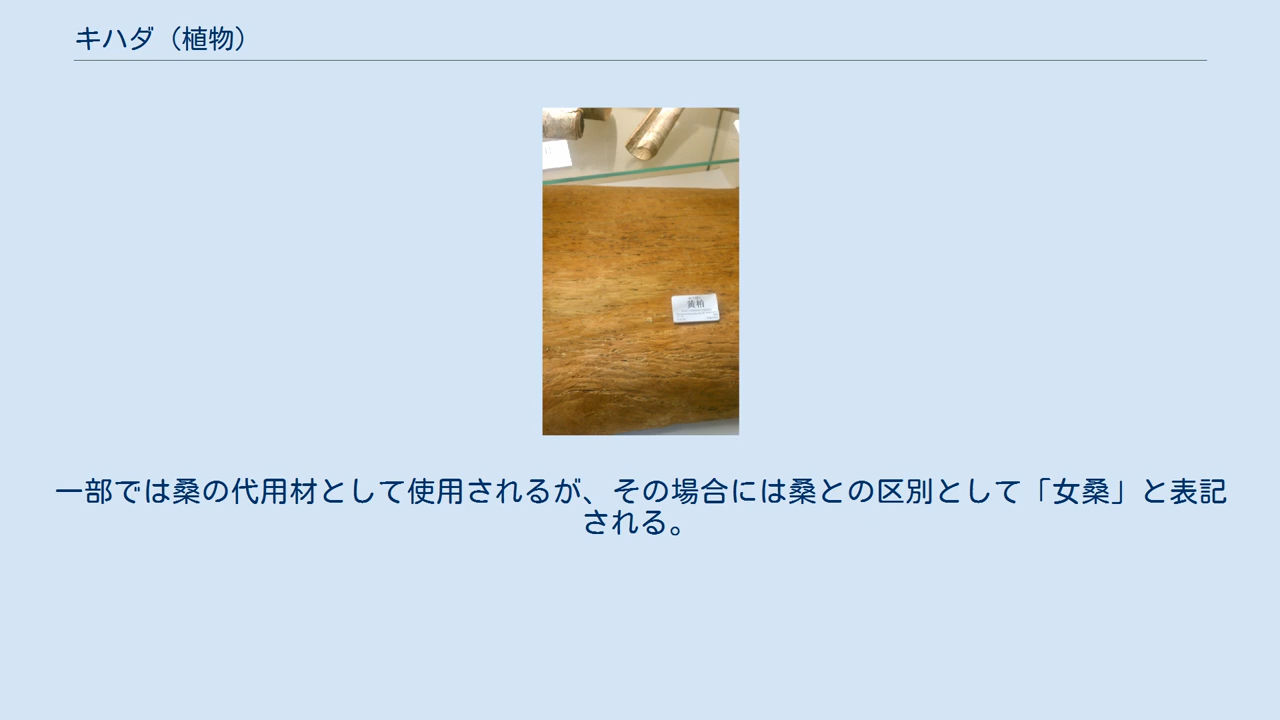 キハダ（植物）
黄柏
一部では桑の代用材として使用されるが、その場合には桑との区別として「女桑」と表記
される。